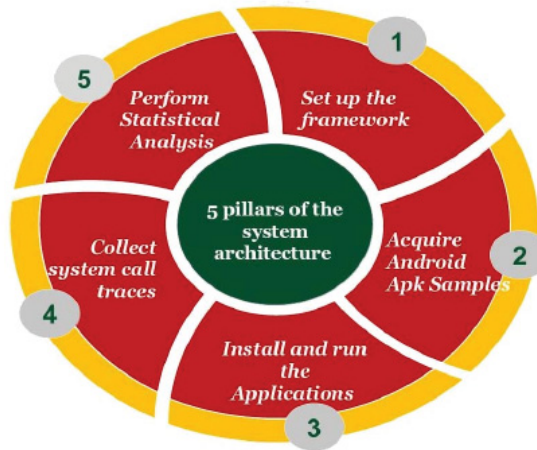 5 pillars of the
system
architecture
1
Set up the
framework
2
Acquire
Android
Apk Samples
3
Install and run
the
Applications
4
Collect
system call
traces
5
Perform
Statistical
Analysis